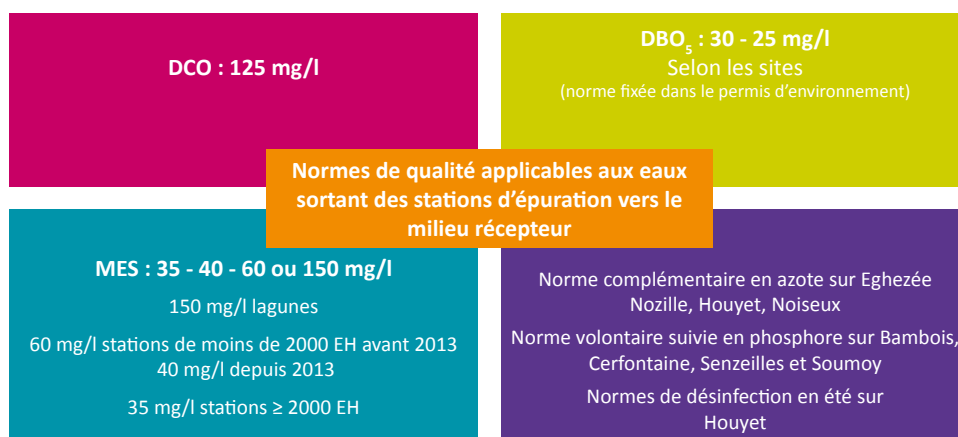 DCO : 125 mg/l
DBO₅ : 30 - 25 mg/l
Selon les sites
(norme fixée dans le permis d'environnement)
Normes de qualité applicables aux eaux
sortant des stations d'épuration vers le
milieu récepteur
MES : 35 - 40 - 60 ou 150 mg/l
150 mg/l lagunes
60 mg/l stations de moins de 2000 EH avant 2013
40 mg/l depuis 2013
35 mg/l stations ≥ 2000 EH
Norme complémentaire en azote sur Eghezée
Nozille, Houyet, Noiseux
Norme volontaire suivie en phosphore sur Bambois,
Cerfontaine, Senzeilles et Soumoy
Normes de désinfection en été sur
Houyet